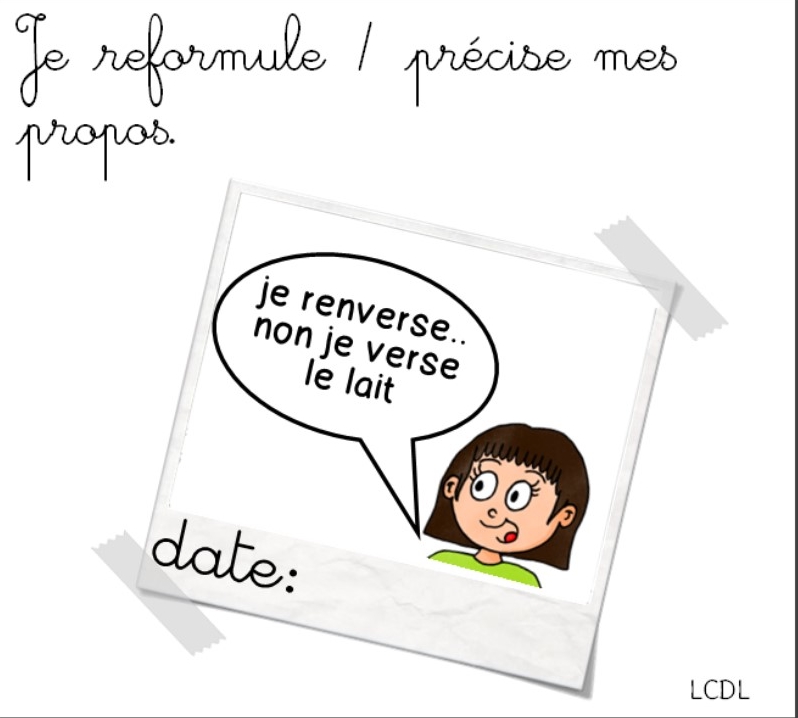 Je reformule / précise mes
propos.
je renverse..
non je verse
le lait
date:
LCDL